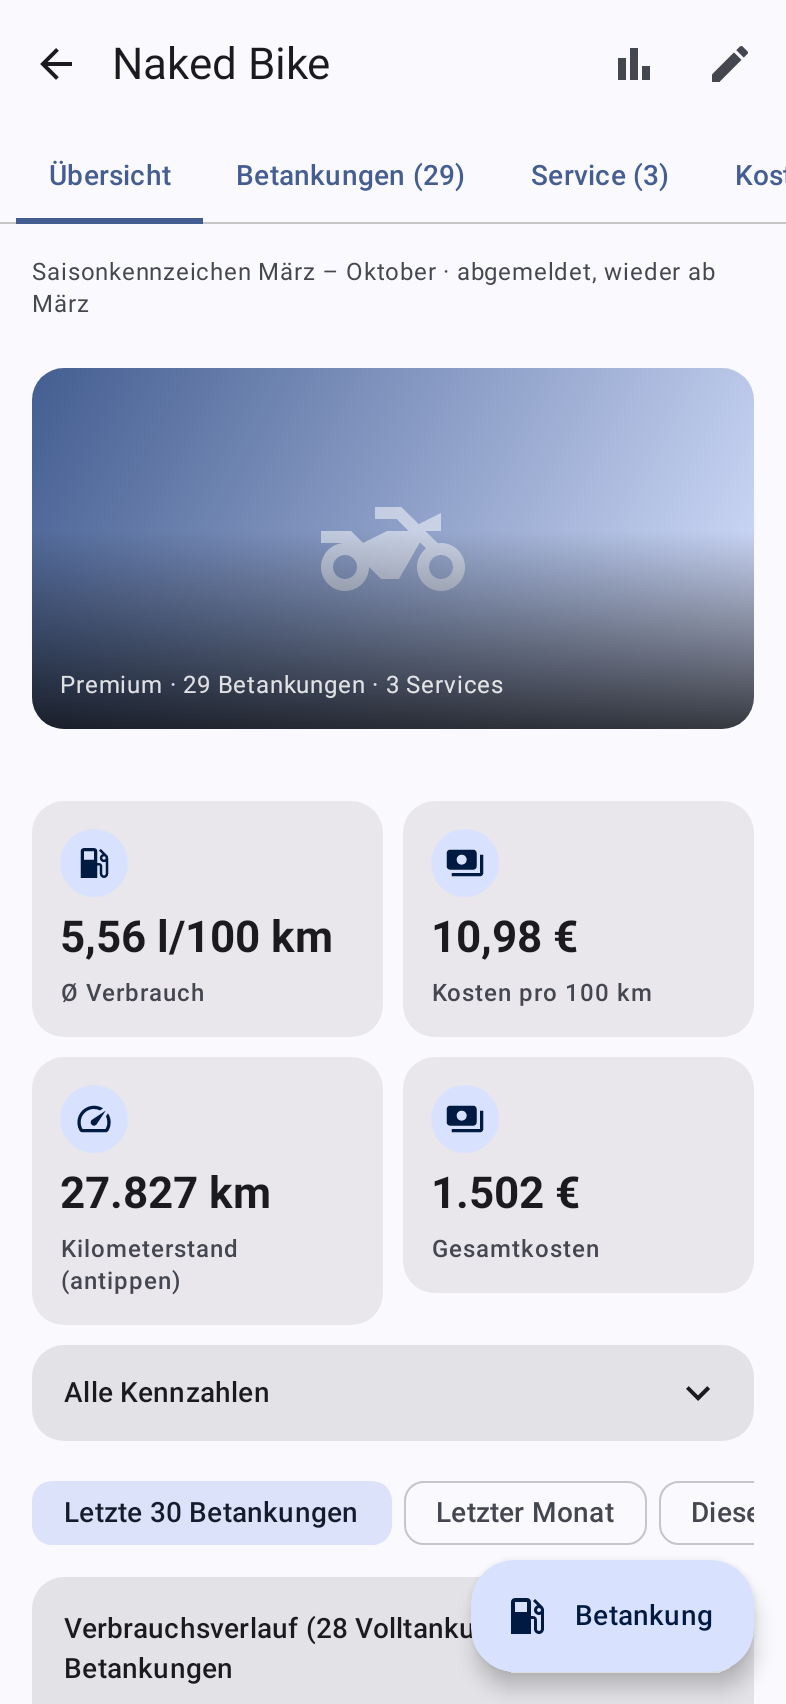 Naked Bike
Übersicht
Betankungen (29)
Service (3)
Saisonkennzeichen März – Oktober · abgemeldet, wieder ab
März
Premium · 29 Betankungen · 3 Services
5,56 l/100 km
Ø Verbrauch
10,98 €
Kosten pro 100 km
27.827 km
Kilometerstand
(antippen)
1.502 €
Gesamtkosten
Alle Kennzahlen
Letzte 30 Betankungen
Letzter Monat
Verbrauchsverlauf (28
Betankungen
Betankung